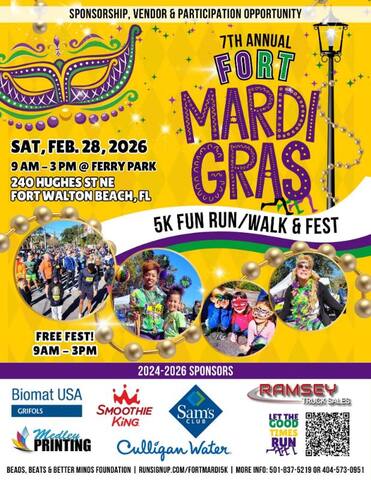 SPONSORSHIP, VENDOR & PARTICIPATION OPPORTUNITY
7TH ANNUAL
FORT
MARDI
GRAS
5K FUN RUN/WALK & FEST
SAT, FEB. 28, 2026
9 AM – 3 PM @ FERRY PARK
240 HUGHES ST NE
FORT WALTON BEACH, FL
FREE FEST!
9AM – 3PM
2024-2026 SPONSORS
Biomat USA
GRIFOLS
SMOOTHIE
KING
Sam's
CLUB
RAMSEY
TRUCK SALES
Medley
PRINTING
Culligan Water
LET THE
GOOD
TIMES
RUN
BEADS, BEATS & BETTER MINDS FOUNDATION | RUNSIGNUP.COM/FORTMARDI5K | MORE INFO: 501-837-5219 OR 404-573-0951